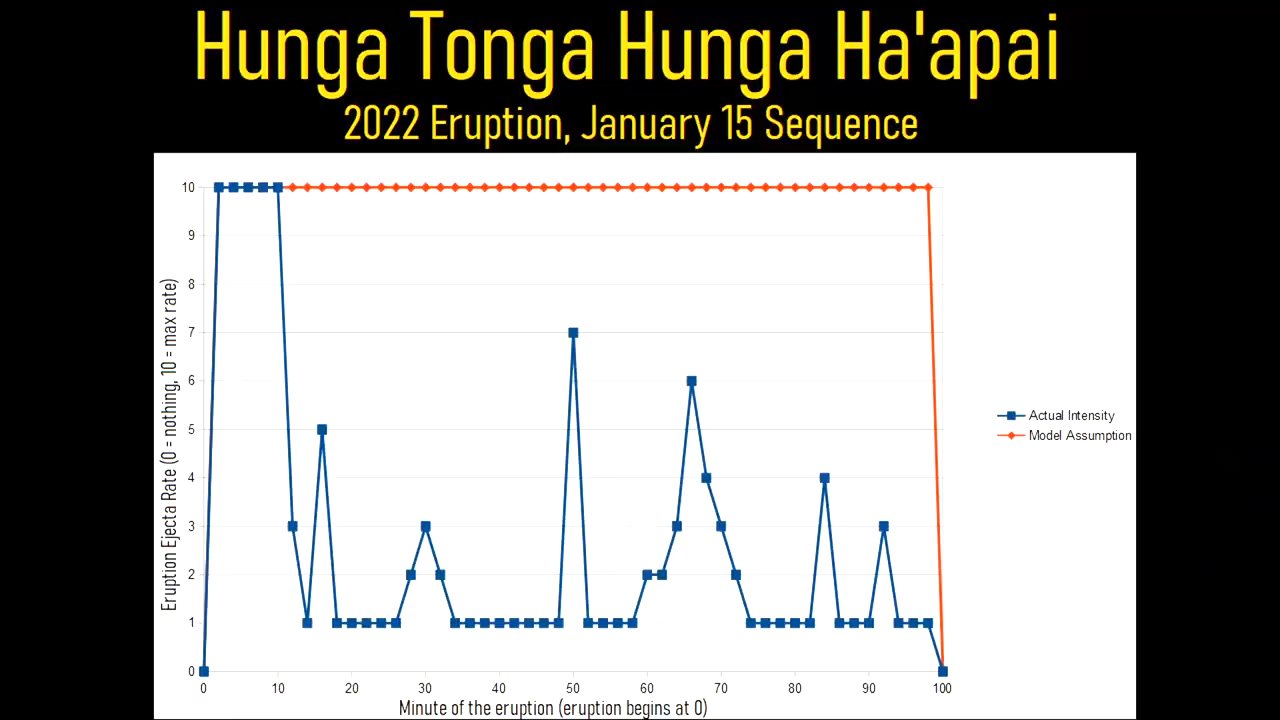 Hunga Tonga Hunga Ha'apai
2022 Eruption, January 15 Sequence
Eruption Ejecta Rate (0 = nothing, 10 = max rate)
10
9
8
7
6
5
4
3
2
1
0
0 10 20 30 40 50 60 70 80 90 100
Minute of the eruption (eruption begins at 0)
Actual Intensity
Model Assumption